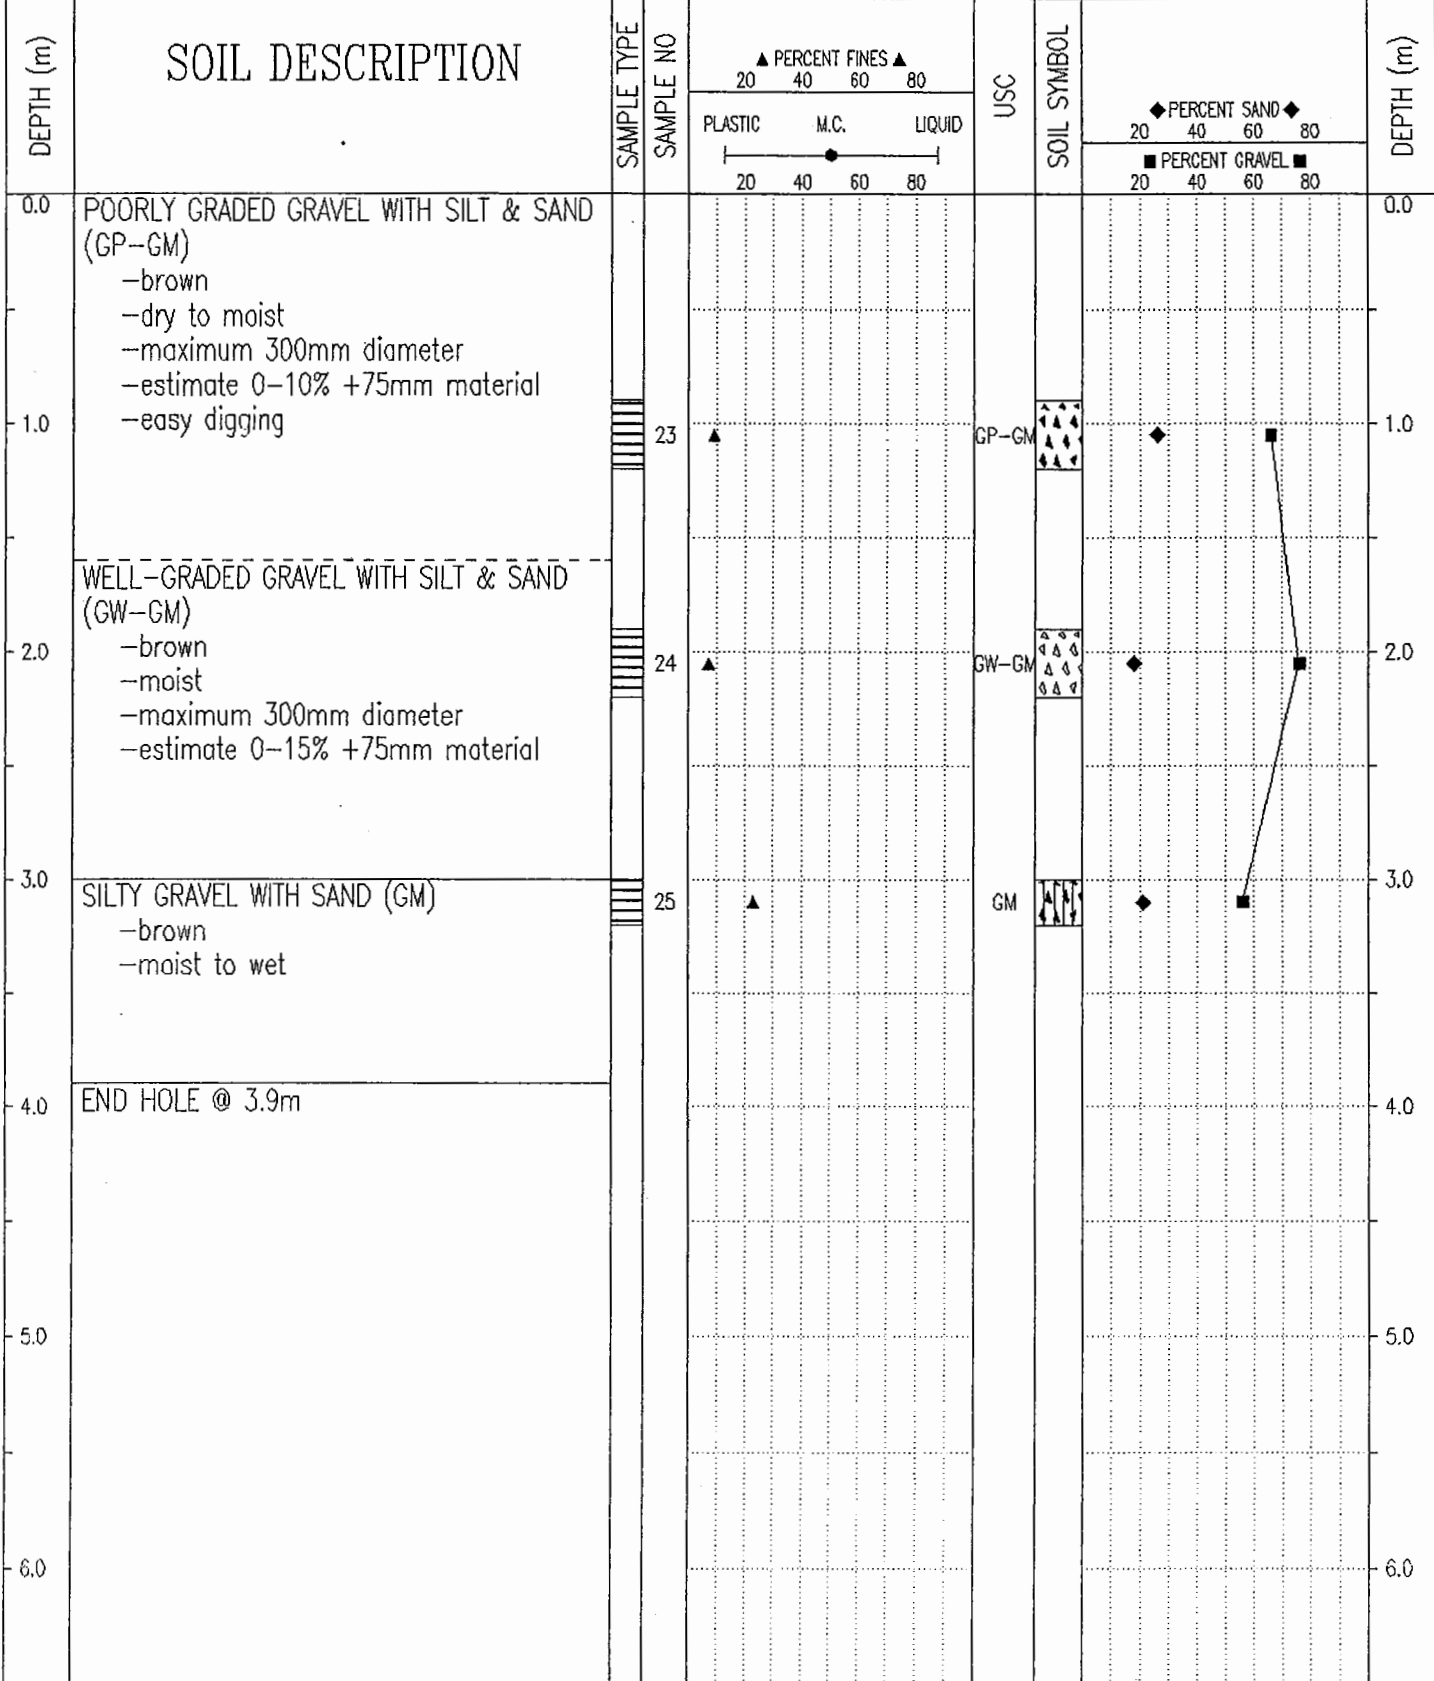 DEPTH (m)
SOIL DESCRIPTION
SAMPLE TYPE
SAMPLE NO
▲ PERCENT FINES ▲
20 40 60 80
PLASTIC M.C. LIQUID
20 40 60 80
USC
SOIL SYMBOL
◆PERCENT SAND◆
20 40 60 80
■ PERCENT GRAVEL ■
20 40 60 80
DEPTH (m)
0.0
POORLY GRADED GRAVEL WITH SILT & SAND
(GP-GM)
-brown
-dry to moist
-maximum 300mm diameter
-estimate 0-10% +75mm material
-easy digging
1.0
23
GP-GM
WELL-GRADED GRAVEL WITH SILT & SAND
(GW-GM)
-brown
-moist
-maximum 300mm diameter
-estimate 0-15% +75mm material
2.0
24
GW-GM
3.0
SILTY GRAVEL WITH SAND (GM)
-brown
-moist to wet
25
GM
END HOLE @ 3.9m
4.0
5.0
6.0
0.0
1.0
2.0
3.0
4.0
5.0
6.0